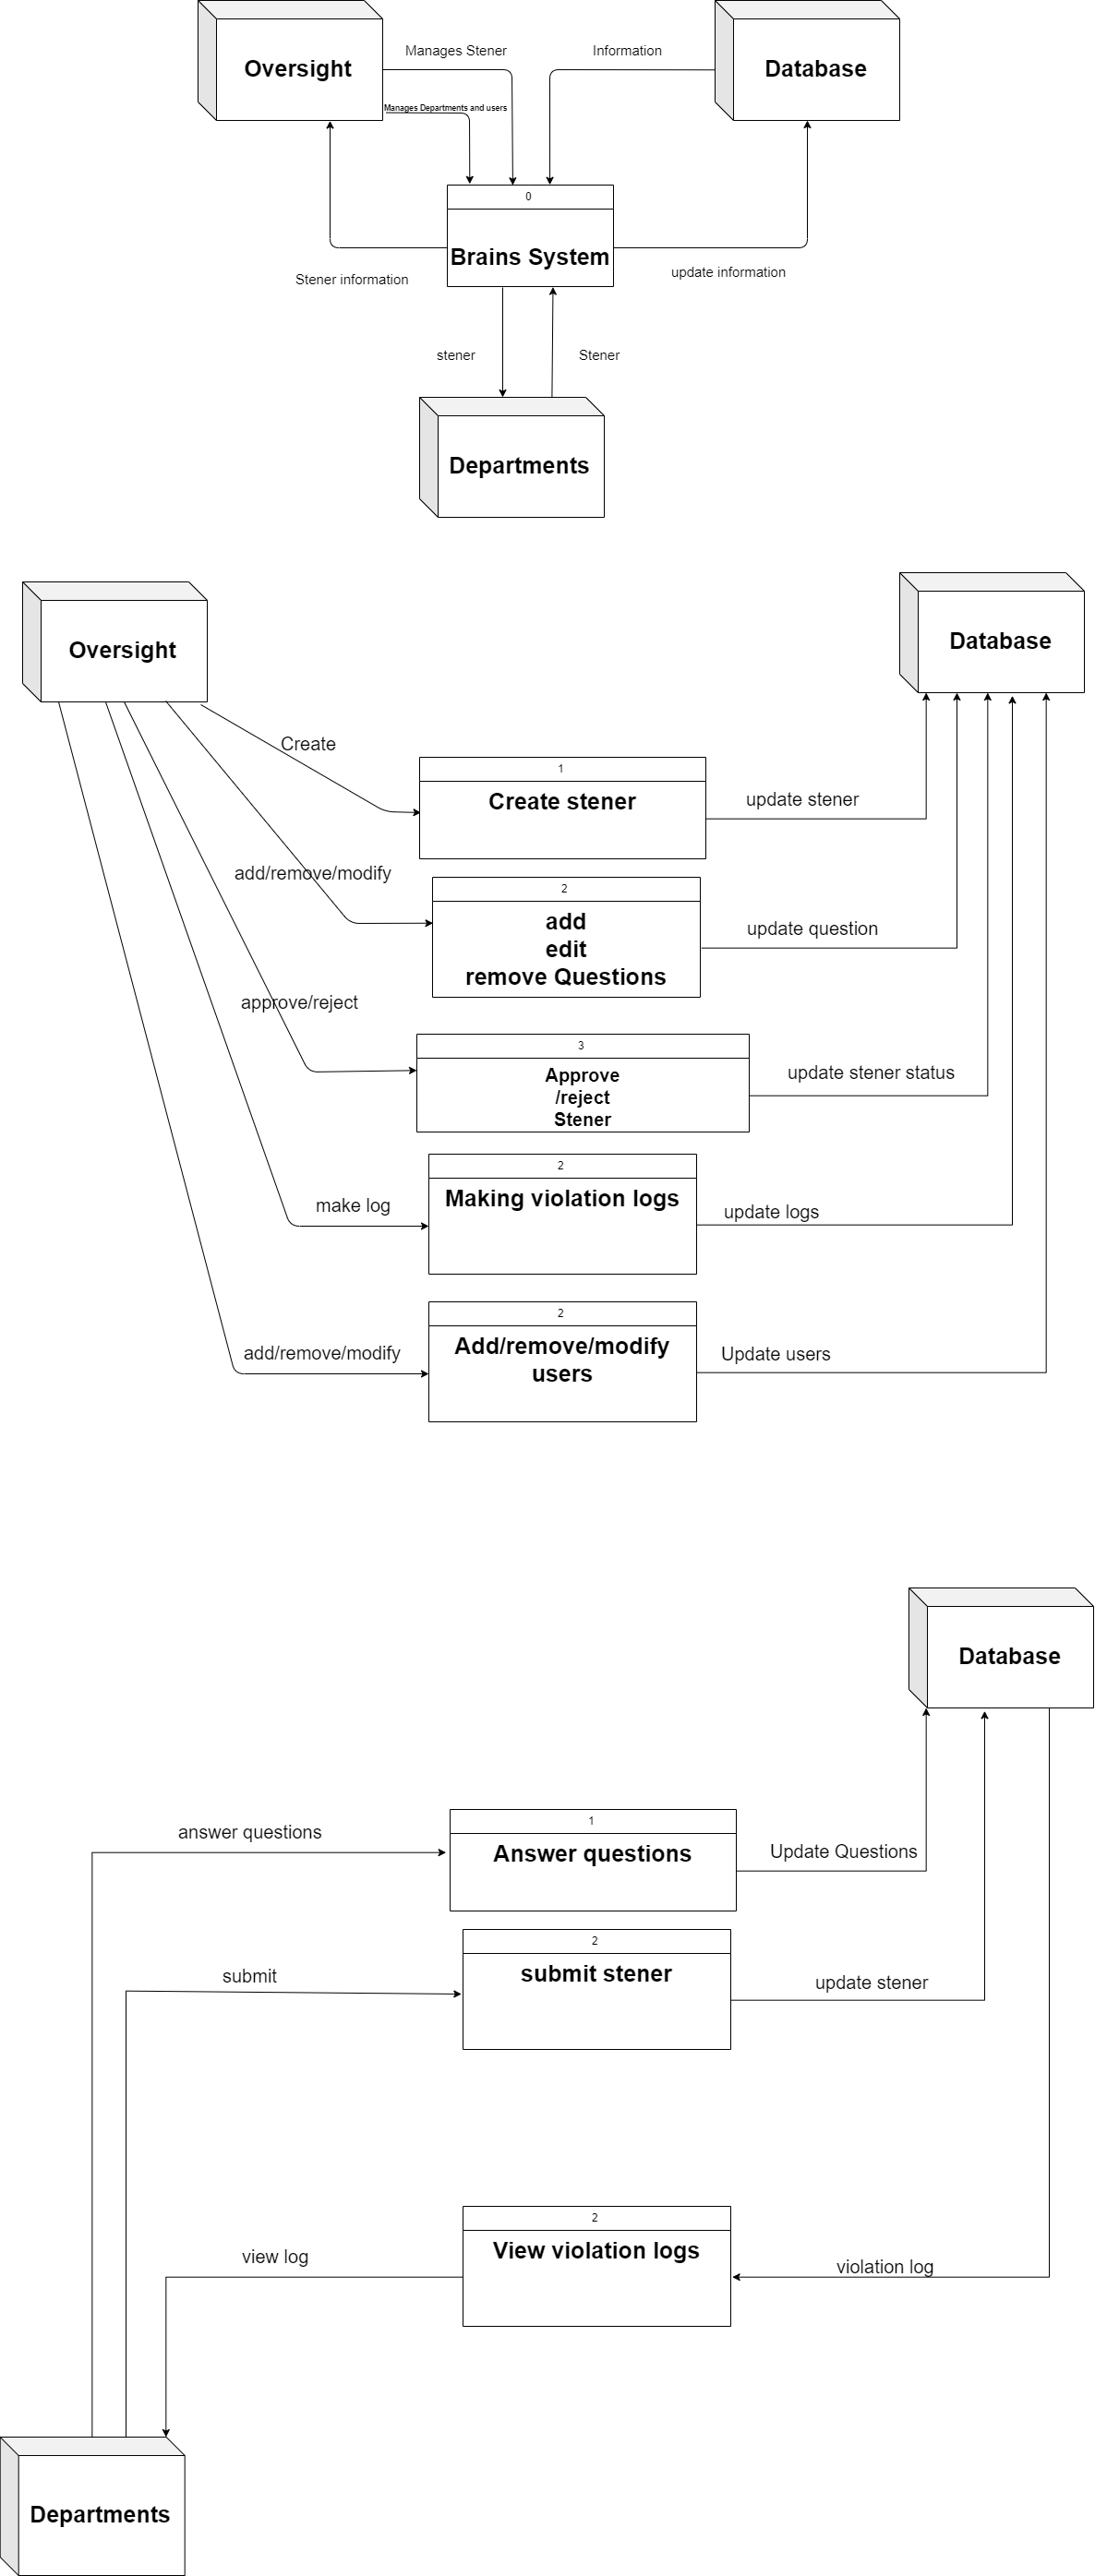 Manages Stener
Information
Oversight
Database
Manages Departments and users
0
Brains System
Stener information
update information
stener
Stener
Departments
Database
Oversight
Create
1
Create stener
update stener
add/remove/modify
2
add
edit
remove Questions
update question
approve/reject
3
Approve
/reject
Stener
update stener status
2
Making violation logs
make log
update logs
2
Add/remove/modify
users
add/remove/modify
Update users
Database
1
answer questions
Answer questions
Update Questions
2
submit
submit stener
update stener
2
View violation logs
view log
violation log
Departments